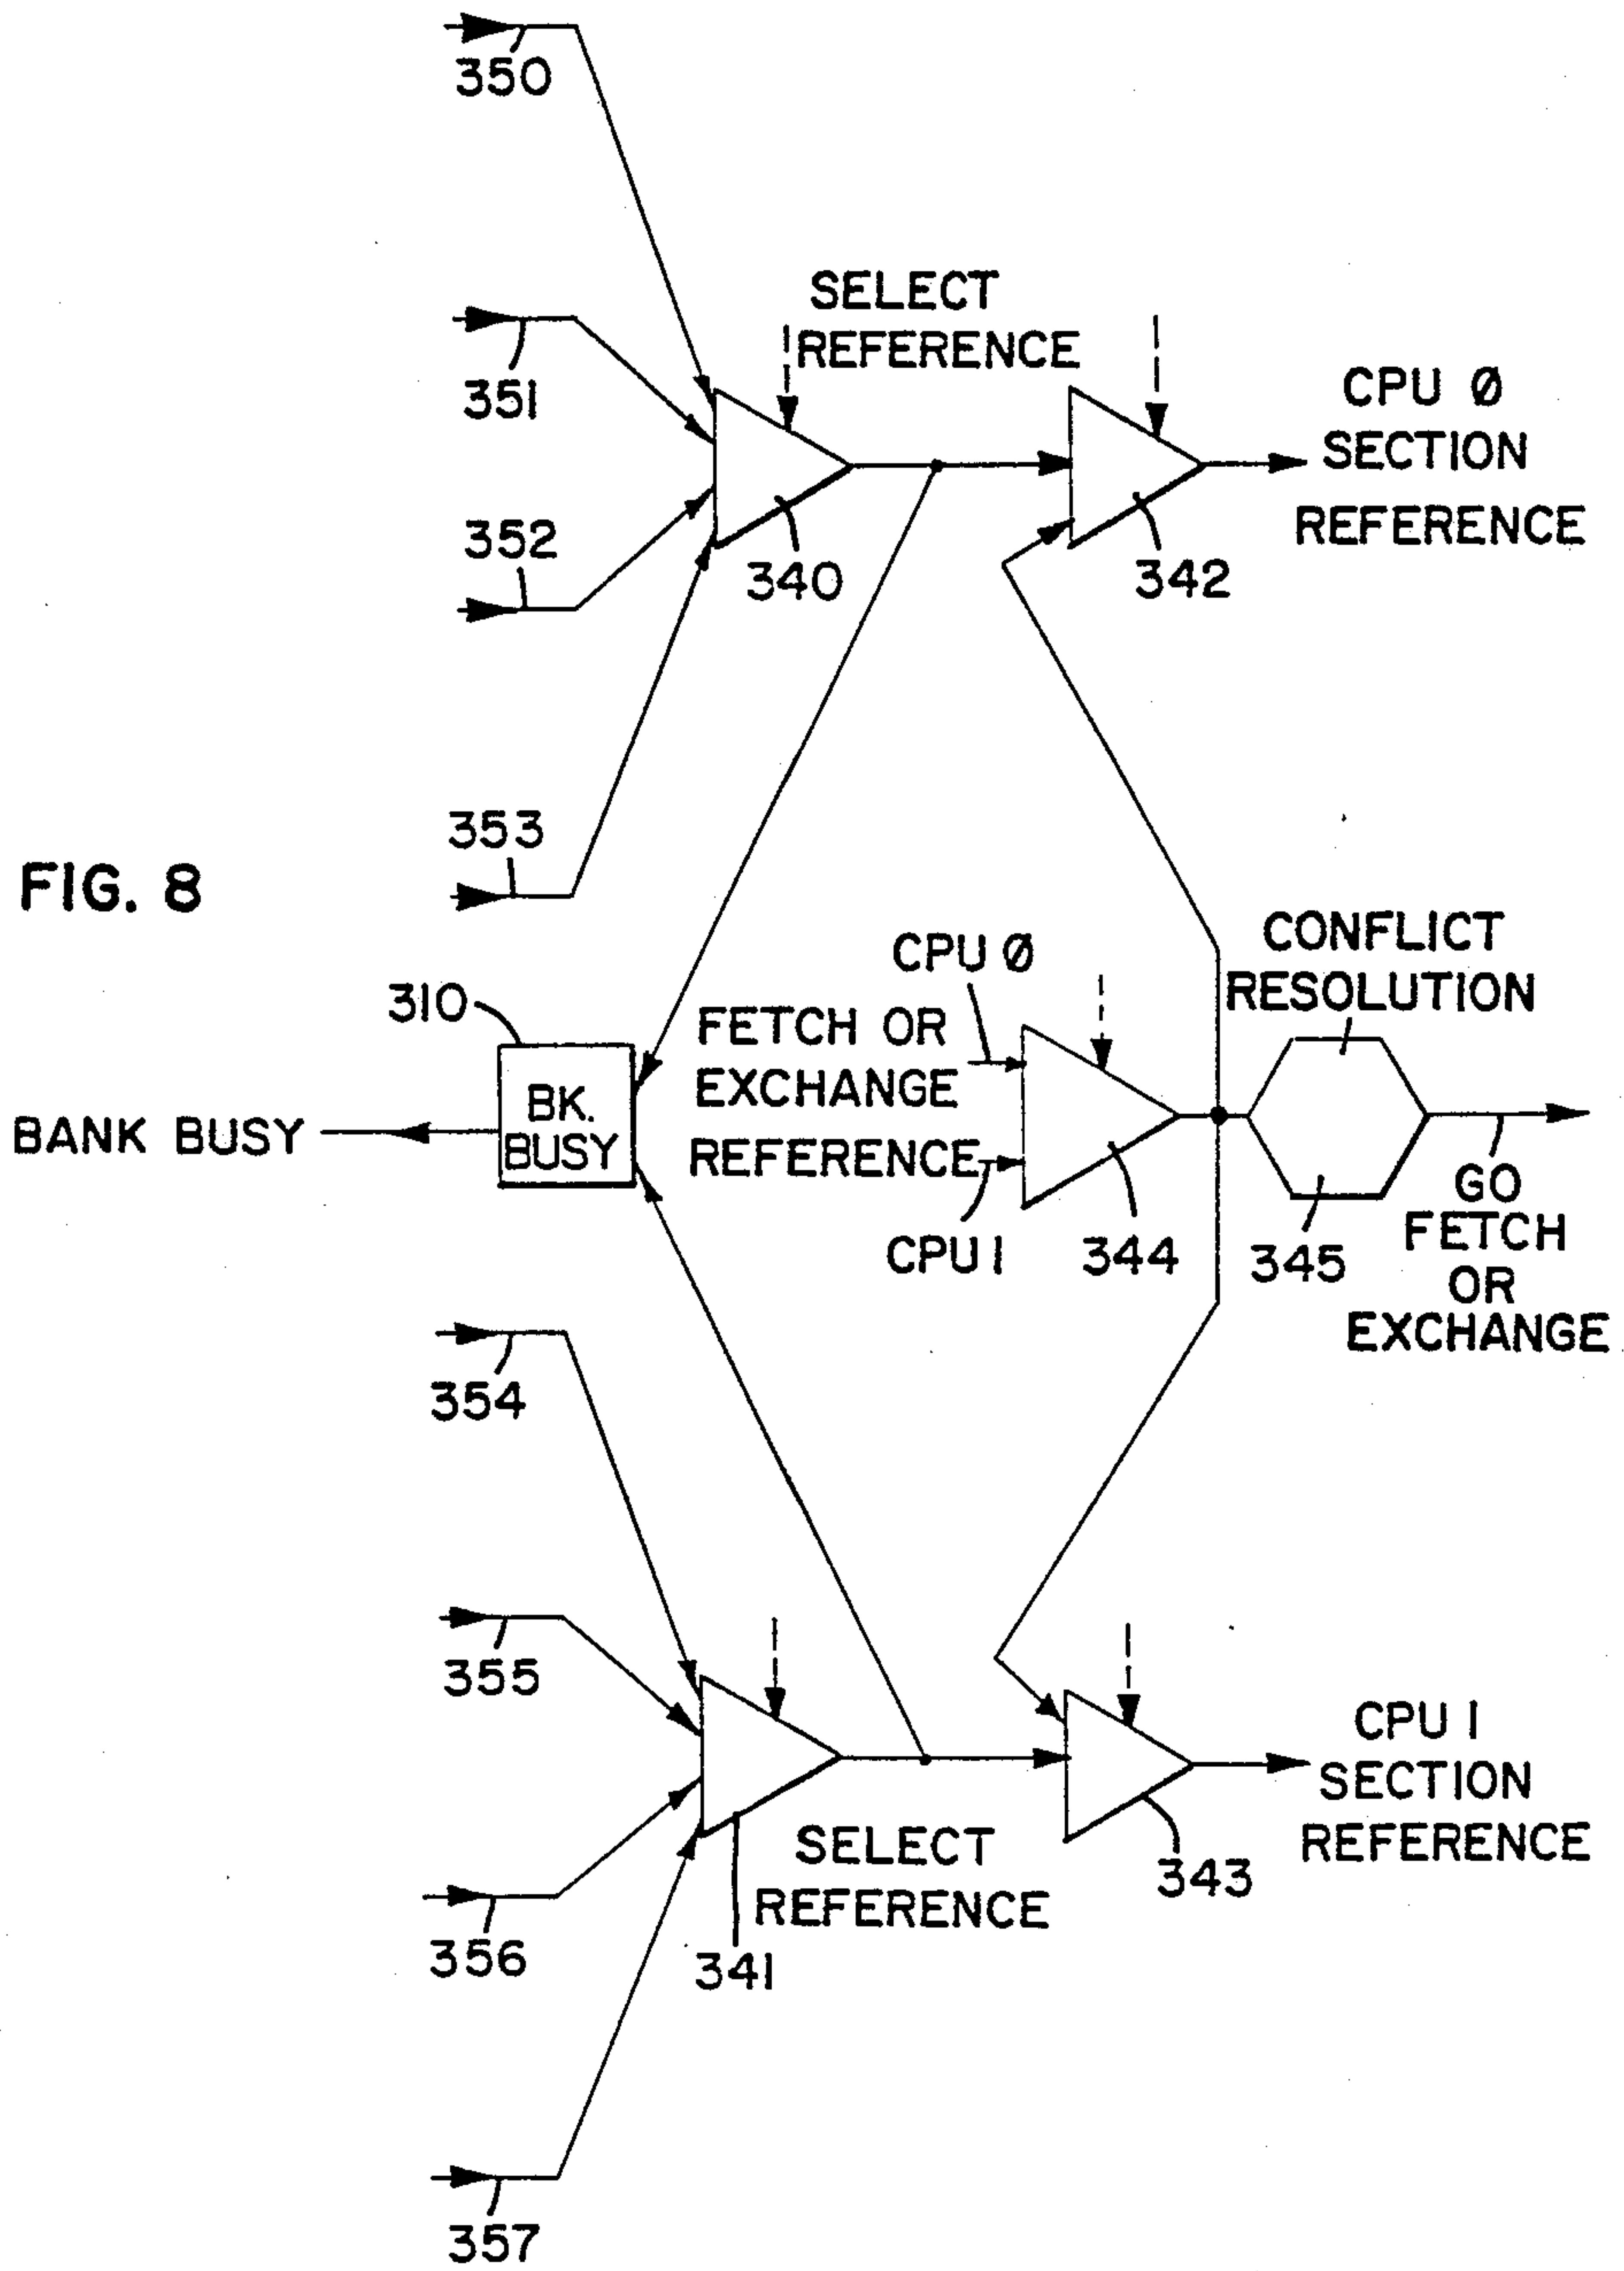 350
SELECT
REFERENCE
351
CPU Ø
SECTION
REFERENCE
352
340
342
353
FIG. 8
CONFLICT
RESOLUTION
CPU Ø
310
FETCH OR
EXCHANGE
REFERENCE
BK.
BUSY
BANK BUSY
CPU I
344
345
GO
FETCH
OR
EXCHANGE
354
355
CPU I
SECTION
REFERENCE
SELECT
REFERENCE
343
356
341
357